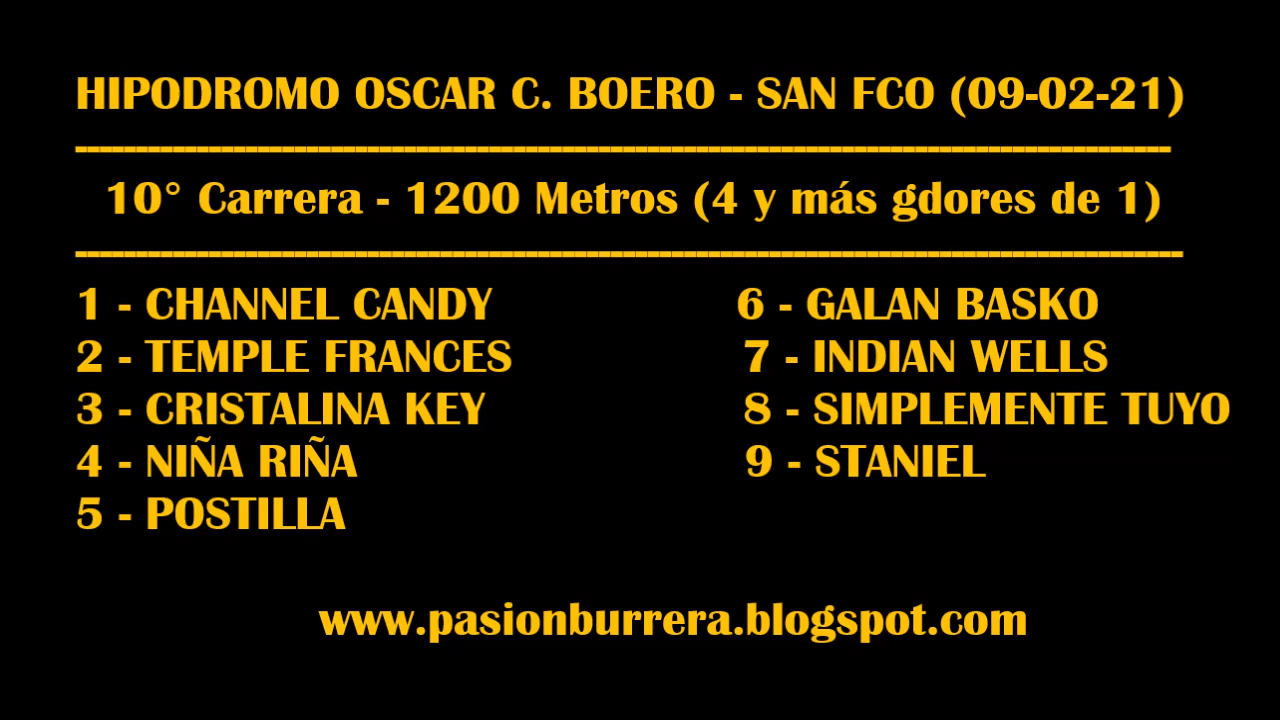 HIPODROMO OSCAR C. BOERO - SAN FCO (09-02-21)
10° Carrera - 1200 Metros (4 y más gdores de 1)
1 - CHANNEL CANDY
2 - TEMPLE FRANCES
3 - CRISTALINA KEY
4 - NIÑA RIÑA
5 - POSTILLA
6 - GALAN BASKO
7 - INDIAN WELLS
8 - SIMPLEMENTE TUYO
9 - STANIEL
www.pasionburrera.blogspot.com